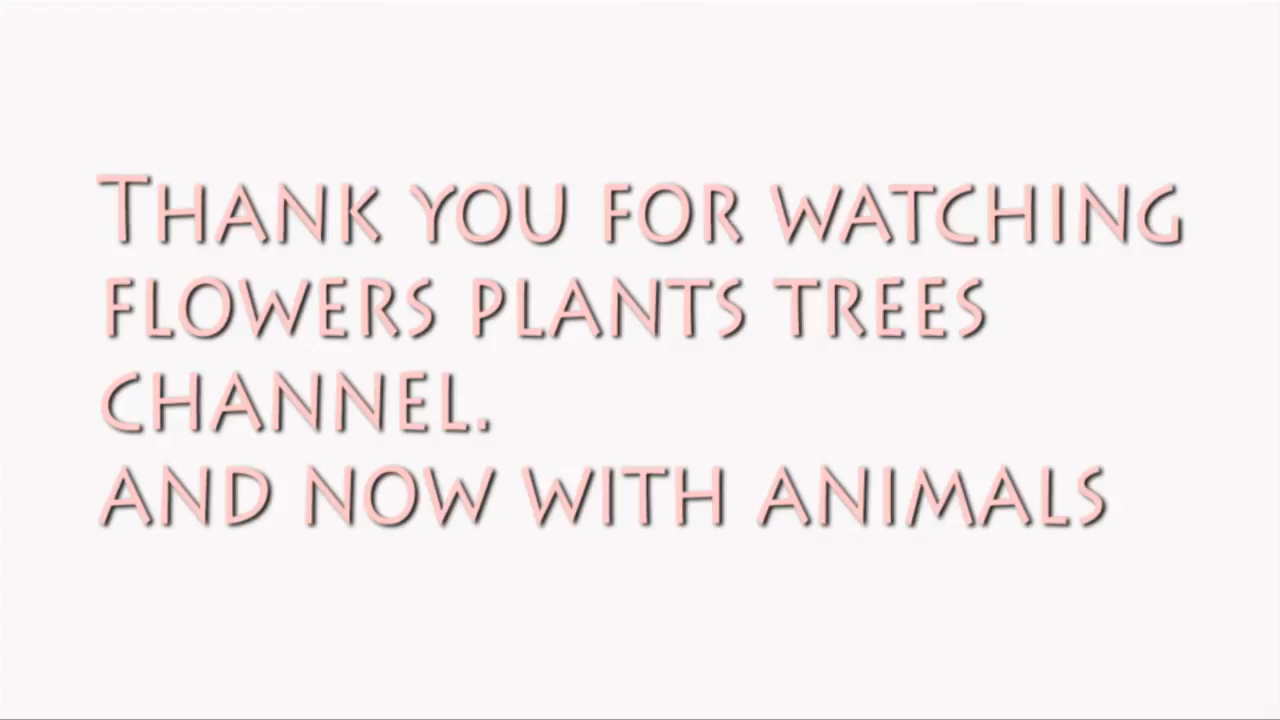 Thank you for watching
flowers plants trees
channel.
and now with animals